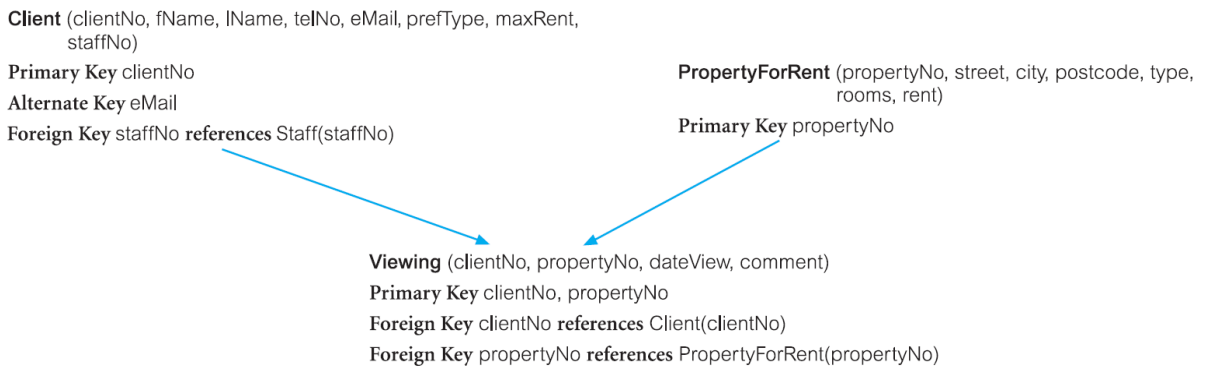 Client (clientNo, fName, lName, telNo, eMail, prefType, maxRent,
staffNo)
Primary Key clientNo
Alternate Key eMail
Foreign Key staffNo references Staff(staffNo)
PropertyForRent (propertyNo, street, city, postcode, type,
rooms, rent)
Primary Key propertyNo
Viewing (clientNo, propertyNo, dateView, comment)
Primary Key clientNo, propertyNo
Foreign Key clientNo references Client(clientNo)
Foreign Key propertyNo references PropertyForRent(propertyNo)